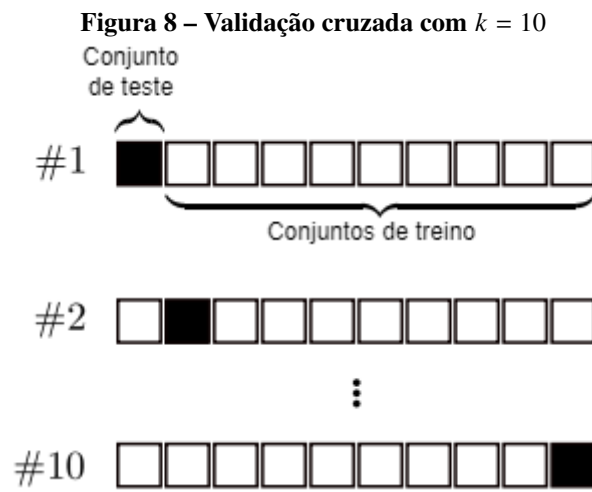 Figura 8 – Validação cruzada com k = 10
Conjunto
de teste
#1
Conjuntos de treino
#2
#10